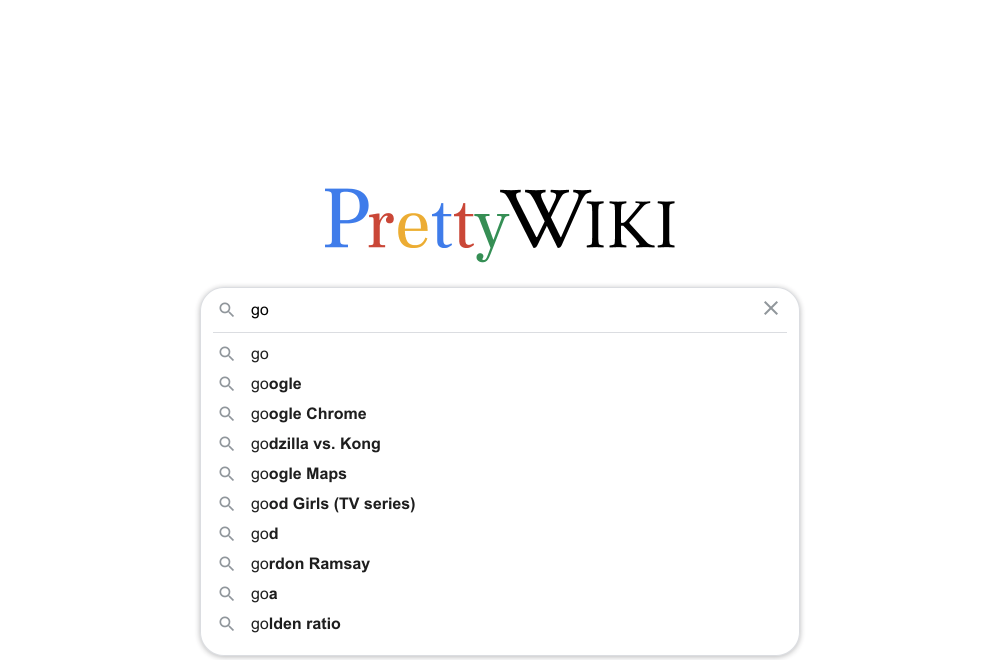 PrettyWiki
go
go
google
google Chrome
godzilla vs. Kong
google Maps
good Girls (TV series)
god
gordon Ramsay
goa
golden ratio